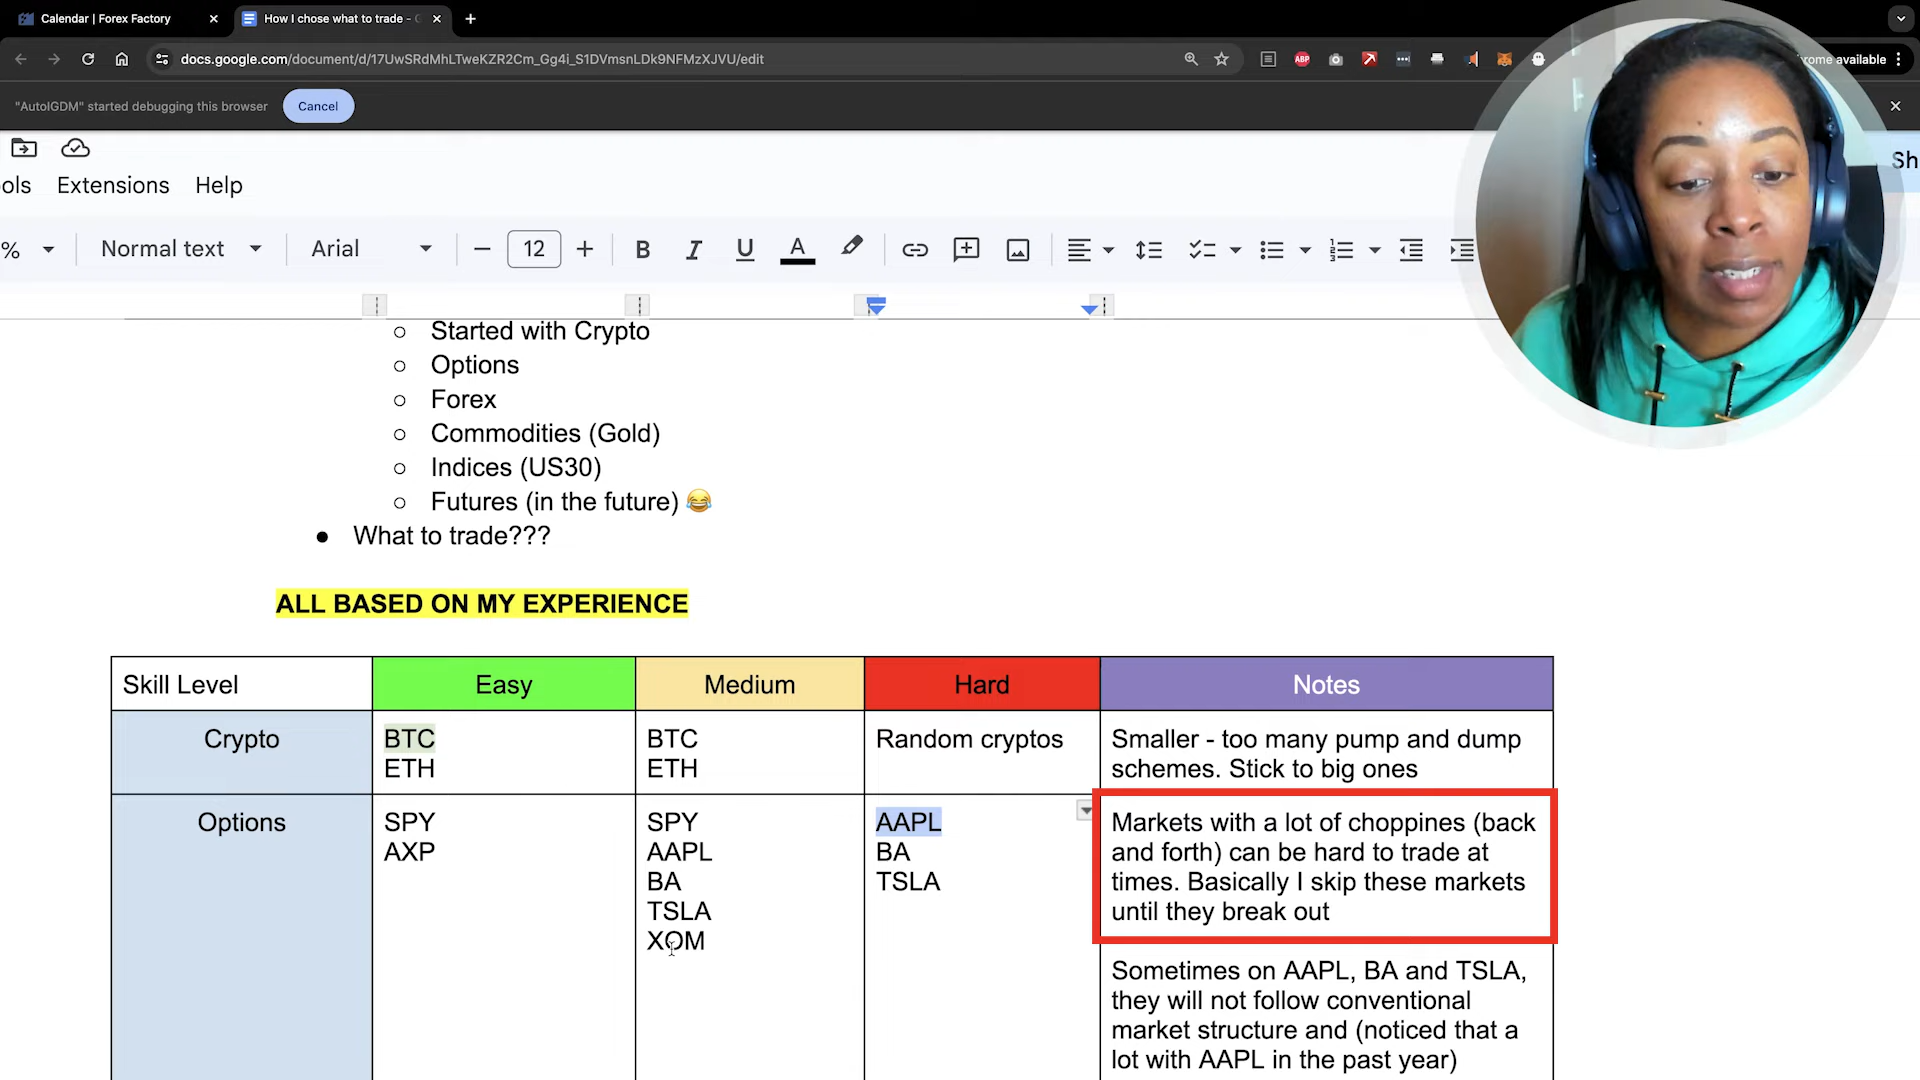 Calendar | Forex Factory
How I chose what to trade - G
docs.google.com/document/d/17UwSRdMhLTweKZR2Cm_Gg4i_S1DVmsnLDk9NFMzXJVU/edit
ABP
rome available
"AutoIGDM" started debugging this browser
Cancel
Sh
ols
Extensions
Help
%
Normal text
Arial
12
B
I
U
A
Started with Crypto
Options
Forex
Commodities (Gold)
Indices (US30)
Futures (in the future) 😂
What to trade???
ALL BASED ON MY EXPERIENCE
Skill Level
Easy
Medium
Hard
Notes
Crypto
BTC
ETH
BTC
ETH
Random cryptos
Smaller - too many pump and dump
schemes. Stick to big ones
Options
SPY
AXP
SPY
AAPL
BA
TSLA
XOM
AAPL
BA
TSLA
Markets with a lot of choppines (back
and forth) can be hard to trade at
times. Basically I skip these markets
until they break out
Sometimes on AAPL, BA and TSLA,
they will not follow conventional
market structure and (noticed that a
lot with AAPL in the past year)